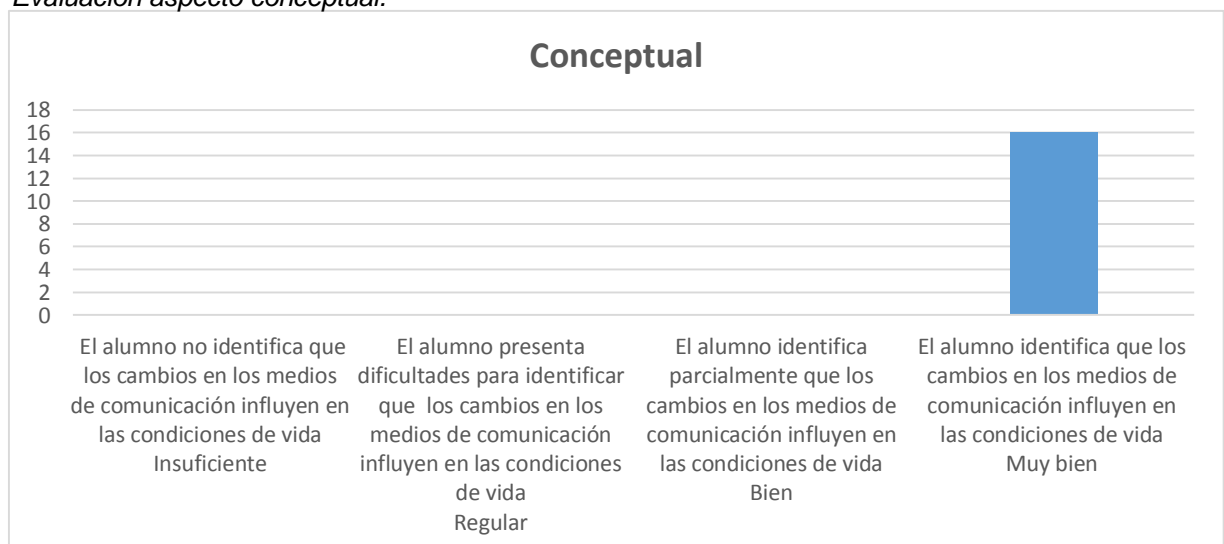 Evaluación aspecto conceptual.
Conceptual
18
16
14
12
10
8
6
4
2
0
El alumno no identifica que
los cambios en los medios
de comunicación influyen en
las condiciones de vida
Insuficiente
El alumno presenta
dificultades para identificar
que los cambios en los
medios de comunicación
influyen en las condiciones
de vida
Regular
El alumno identifica
parcialmente que los
cambios en los medios de
comunicación influyen en
las condiciones de vida
Bien
El alumno identifica que los
cambios en los medios de
comunicación influyen en
las condiciones de vida
Muy bien